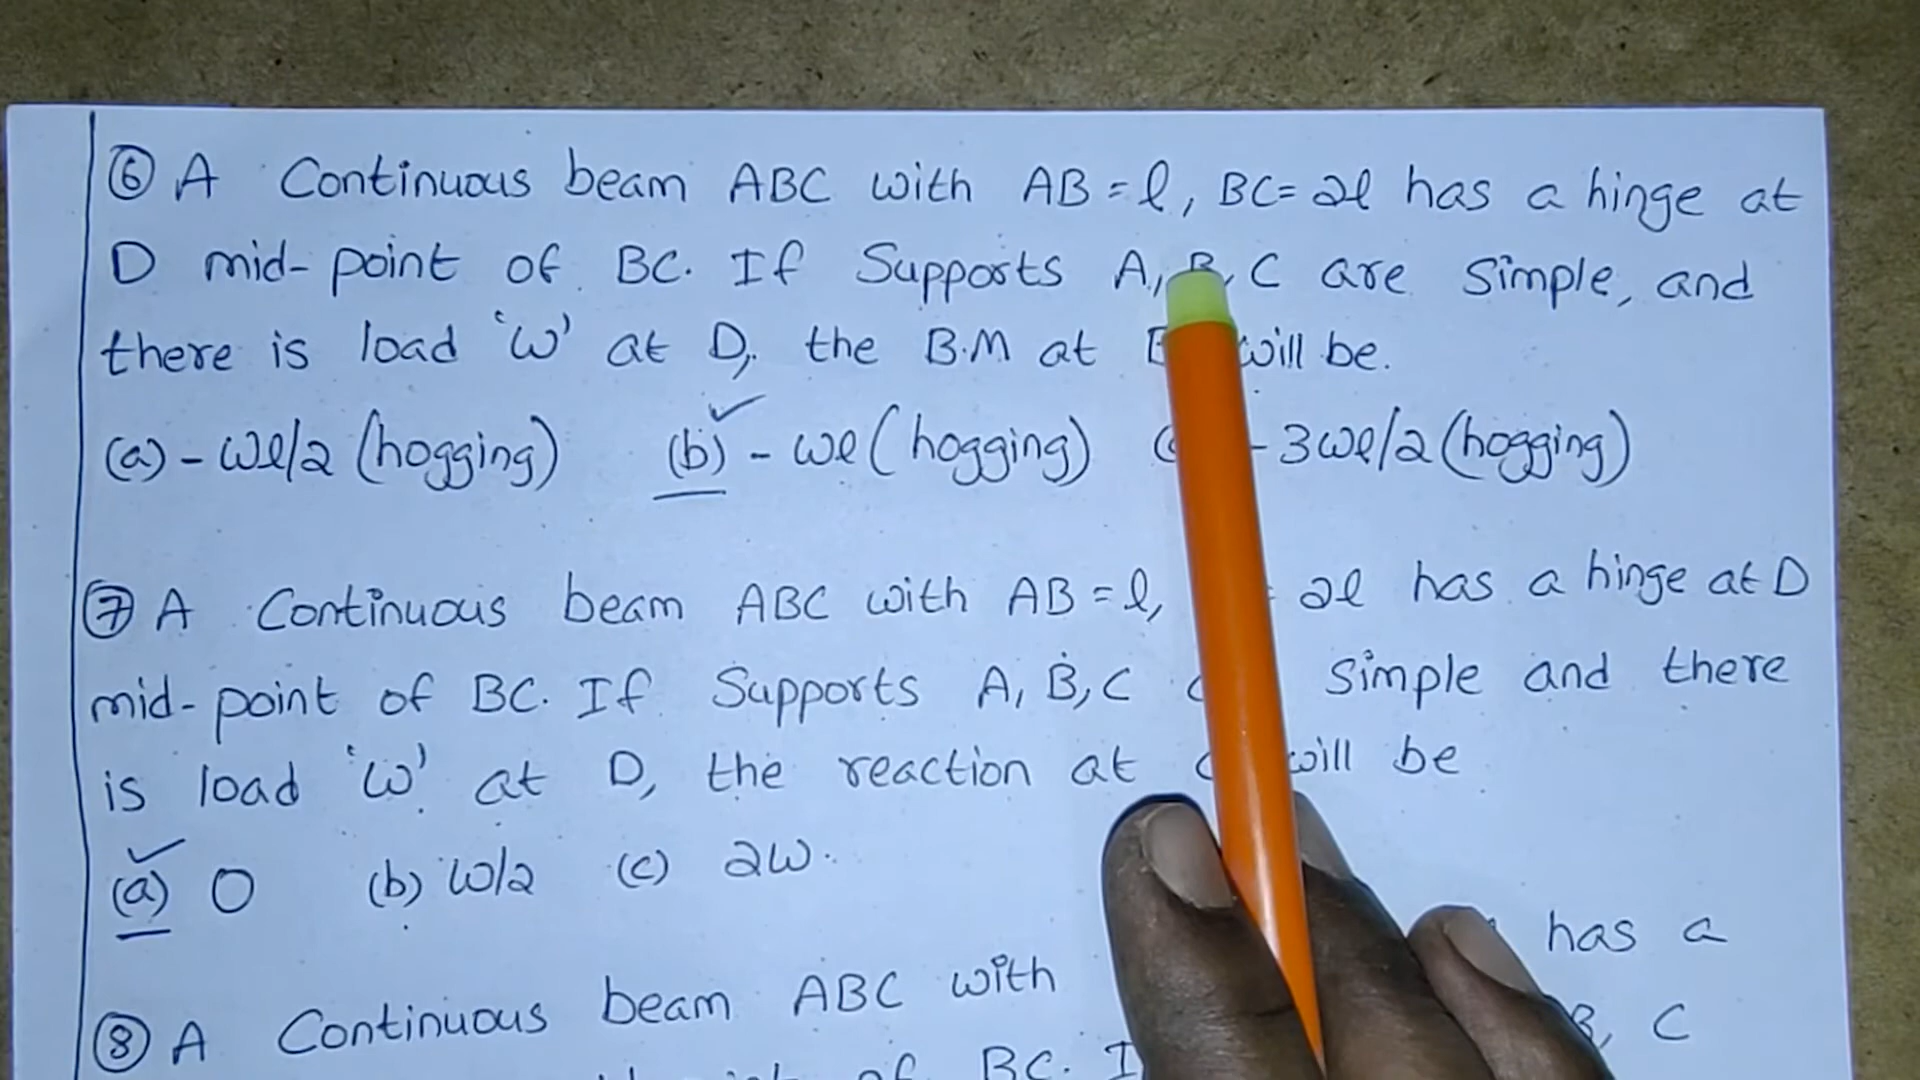 ⑥ A Continuous beam ABC with AB = l, BC= 2l has a hinge at
D mid-point of BC. If Supports A, B, C are Simple, and
there is load 'W' at D, the B.M at will be.
(a) - Wl/2 (hogging) (b) - Wl (hogging) - 3Wl/2 (hogging)
⑦ A Continuous beam ABC with AB = l, 2l has a hinge at D
mid-point of BC. If Supports A, B, C Simple and there
is load 'W' at D, the reaction at will be
(a) 0 (b) W/2 (c) 2W.
⑧ A Continuous beam ABC with has a
of BC. B, C